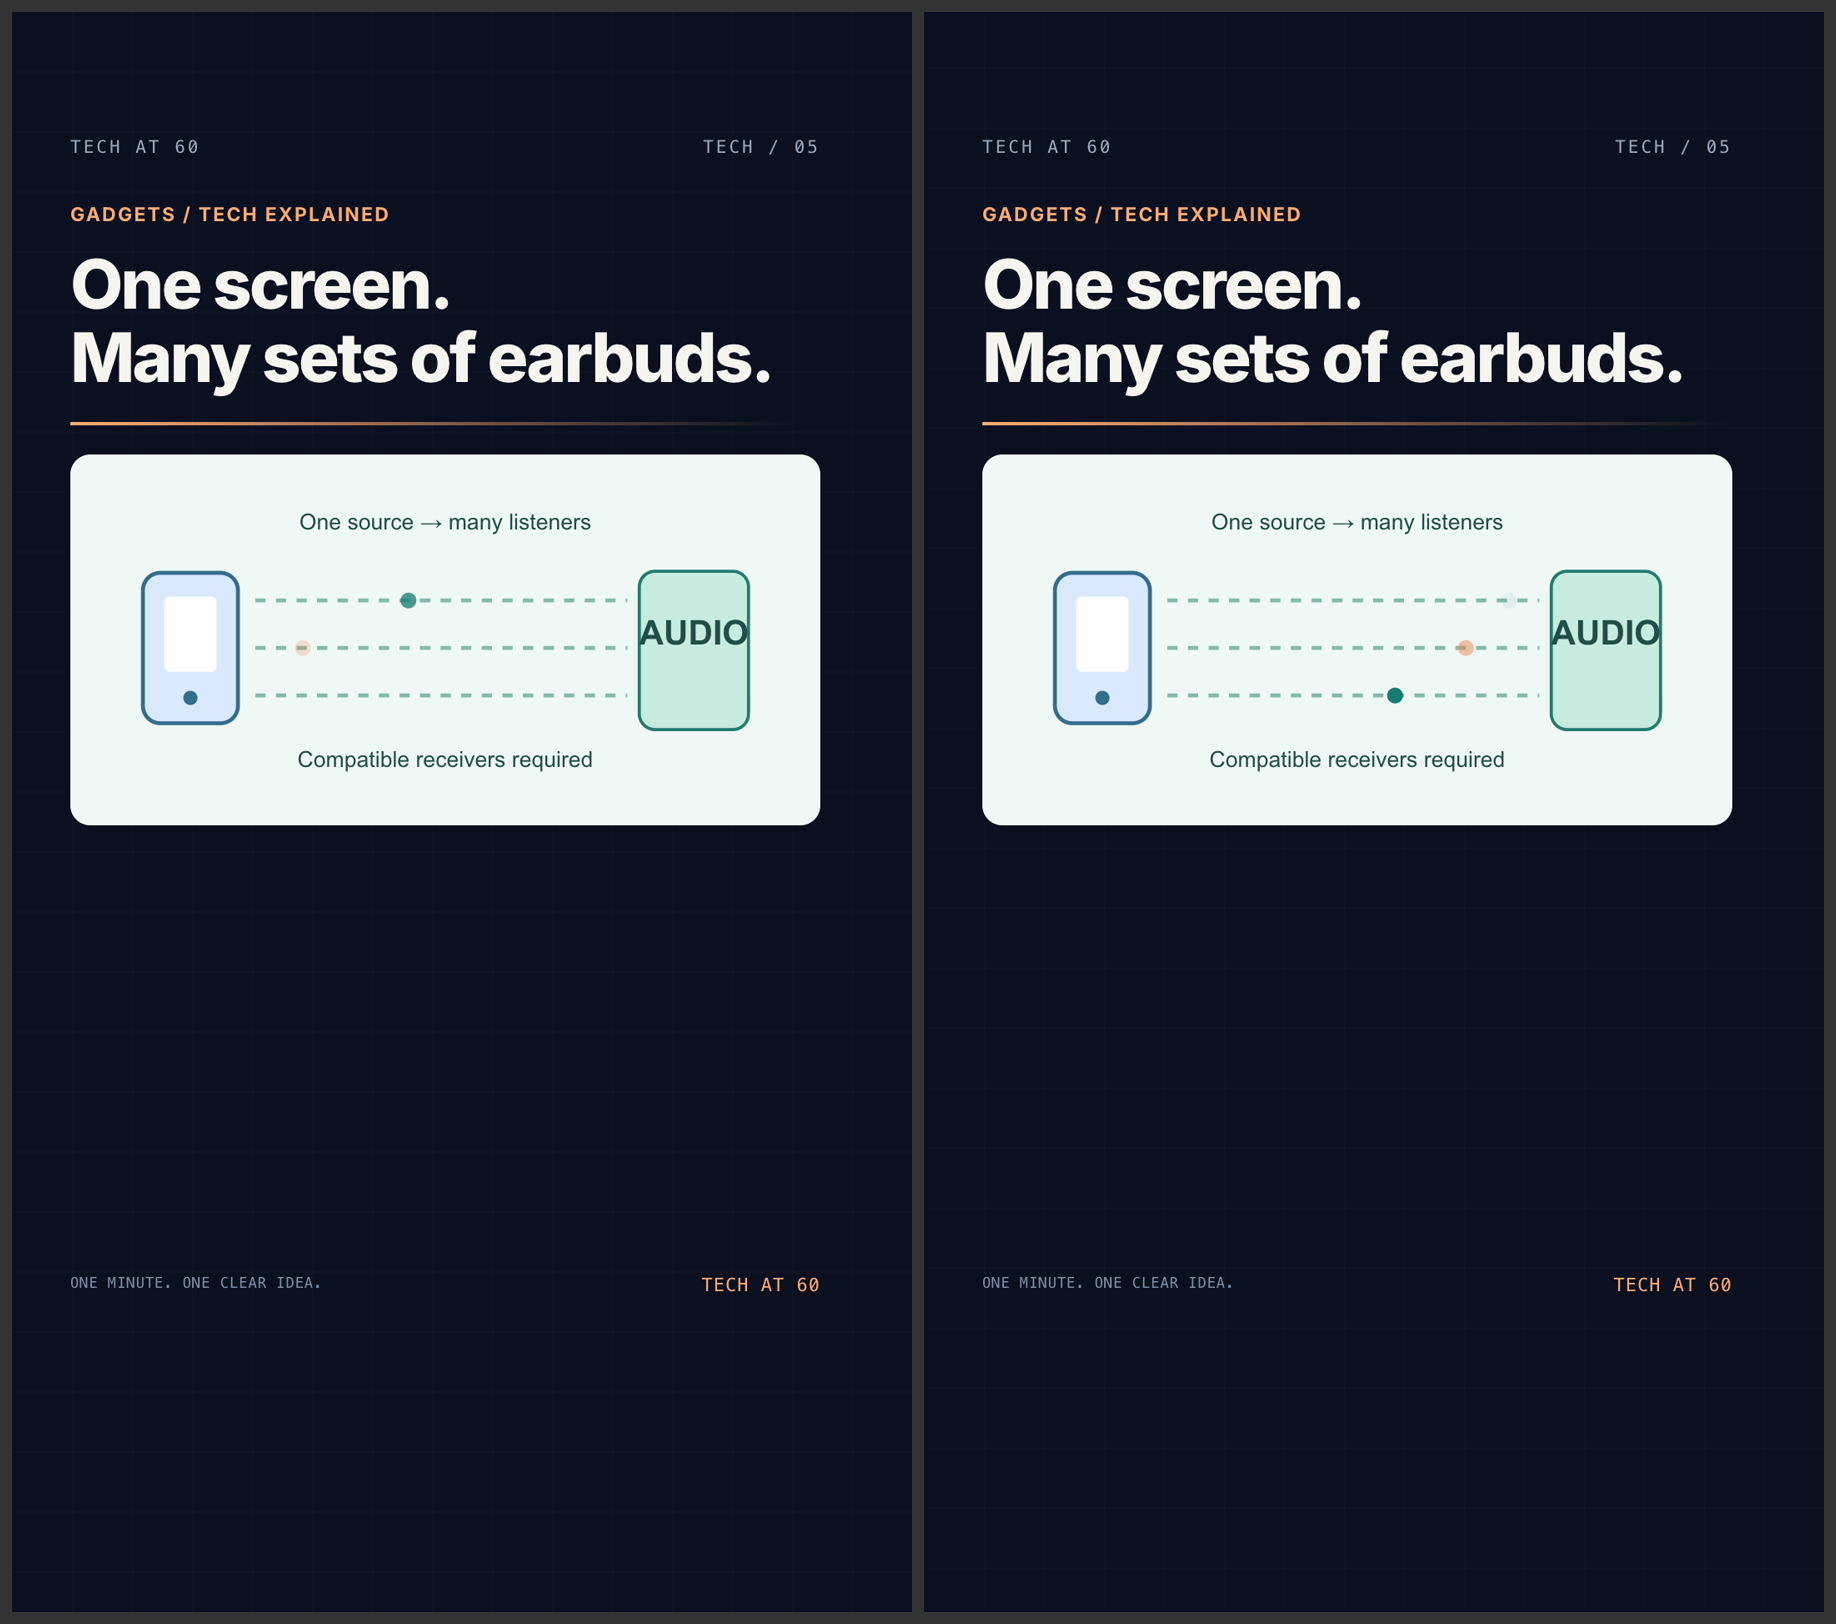 TECH AT 60
TECH / 05
GADGETS / TECH EXPLAINED
One screen.
Many sets of earbuds.
One source → many listeners
AUDIO
Compatible receivers required
ONE MINUTE. ONE CLEAR IDEA.
TECH AT 60
TECH AT 60
TECH / 05
GADGETS / TECH EXPLAINED
One screen.
Many sets of earbuds.
One source → many listeners
AUDIO
Compatible receivers required
ONE MINUTE. ONE CLEAR IDEA.
TECH AT 60